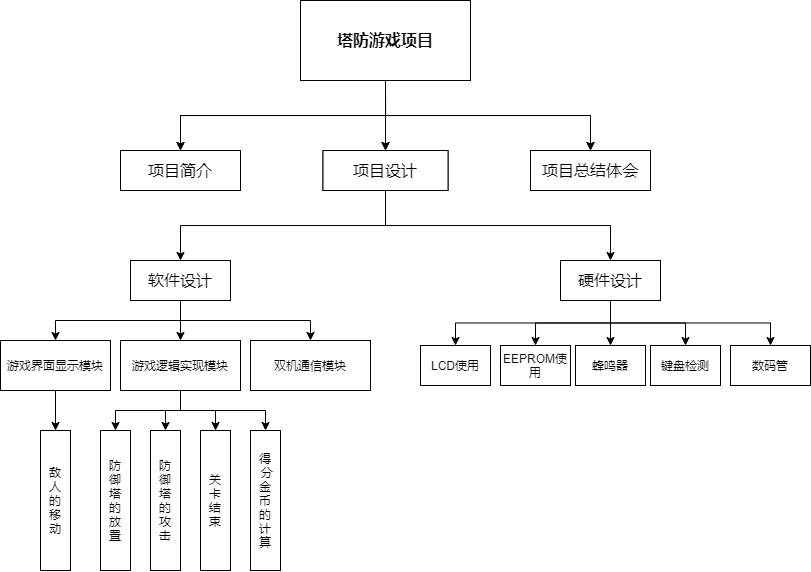 塔防游戏项目
项目简介
项目设计
项目总结体会
软件设计
硬件设计
游戏界面显示模块
游戏逻辑实现模块
双机通信模块
LCD使用
EEPROM使
用
蜂鸣器
键盘检测
数码管
敌人的移动
防御塔的放置
防御塔的攻击
关卡结束
得分金币的计算